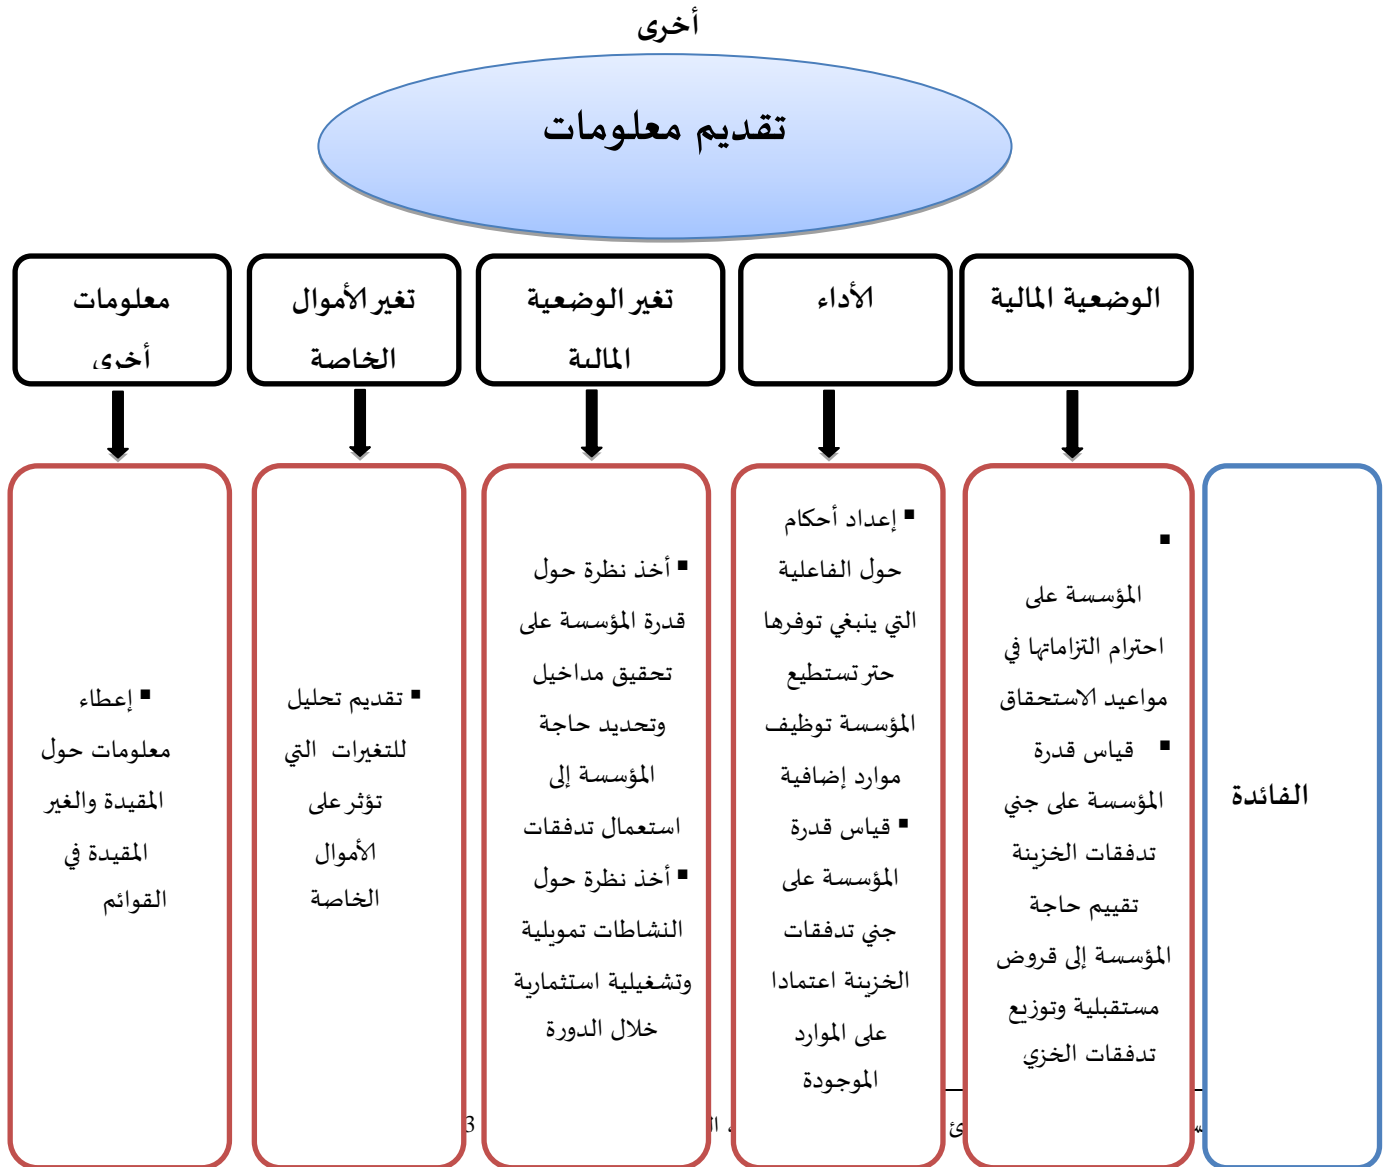 أخرى
تقديم معلومات
الوضعية المالية
الأداء
تغير الوضعية
المالية
تغير الأموال
الخاصة
معلومات
أخرى
الفائدة
▪
المؤسسة على
احترام التزاماتها في
مواعيد الاستحقاق
▪ قياس قدرة
المؤسسة على جني
تدفقات الخزينة
تقييم حاجة
المؤسسة إلى قروض
مستقبلية وتوزيع
تدفقات الخزي
▪ إعداد أحكام
حول الفاعلية
التي ينبغي توفرها
حتر تستطيع
المؤسسة توظيف
موارد إضافية
▪ قياس قدرة
المؤسسة على
جني تدفقات
الخزينة اعتمادا
على الموارد
الموجودة
▪ أخذ نظرة حول
قدرة المؤسسة على
تحقيق مداخيل
وتحديد حاجة
المؤسسة إلى
استعمال تدفقات
▪ أخذ نظرة حول
النشاطات تمويلية
وتشغيلية استثمارية
خلال الدورة
▪ تقديم تحليل
للتغيرات التي
تؤثر على
الأموال
الخاصة
▪ إعطاء
معلومات حول
المقيدة والغير
المقيدة في
القوائم
3